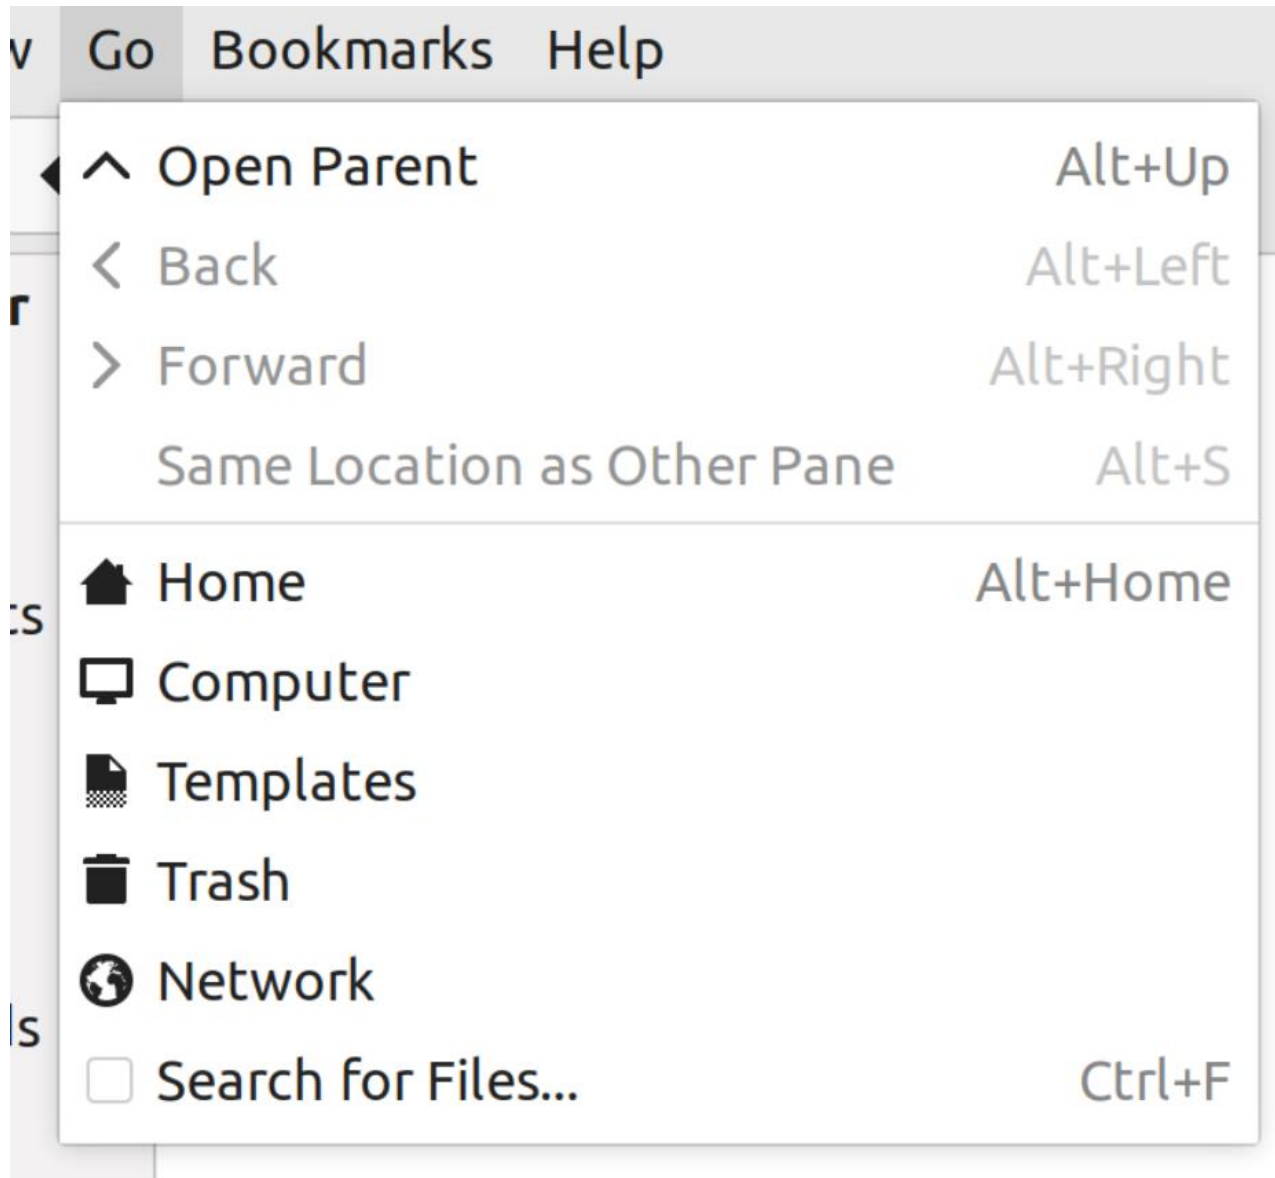 Go Bookmarks Help
Open Parent Alt+Up
Back Alt+Left
Forward Alt+Right
Same Location as Other Pane Alt+S
Home Alt+Home
Computer
Templates
Trash
Network
Search for Files... Ctrl+F